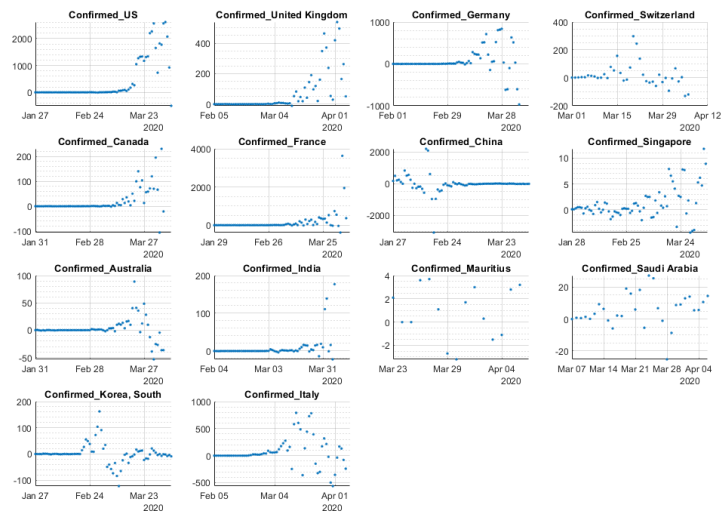 Confirmed_US
2000
1000
0
Jan 27
Feb 24
Mar 23
2020
Confirmed_United Kingdom
400
200
0
Feb 05
Mar 04
Apr 01
2020
Confirmed_Germany
1000
0
-1000
Feb 01
Feb 29
Mar 28
2020
Confirmed_Switzerland
400
200
0
-200
Mar 01
Mar 15
Mar 29
Apr 12
2020
Confirmed_Canada
200
100
0
-100
Jan 31
Feb 28
Mar 27
2020
Confirmed_France
4000
2000
0
Jan 29
Feb 26
Mar 25
2020
Confirmed_China
2000
0
-2000
Jan 27
Feb 24
Mar 23
2020
Confirmed_Singapore
10
5
0
Jan 28
Feb 25
Mar 24
2020
Confirmed_Australia
100
50
0
-50
Jan 31
Feb 28
Mar 27
2020
Confirmed_India
200
100
0
Feb 04
Mar 03
Mar 31
2020
Confirmed_Mauritius
4
2
0
-2
Mar 23
Mar 29
Apr 04
2020
Confirmed_Saudi Arabia
20
0
-20
Mar 07
Mar 14
Mar 21
Mar 28
Apr 04
2020
Confirmed_Korea, South
200
100
0
-100
Jan 27
Feb 24
Mar 23
2020
Confirmed_Italy
1000
500
0
-500
Feb 05
Mar 04
Apr 01
2020